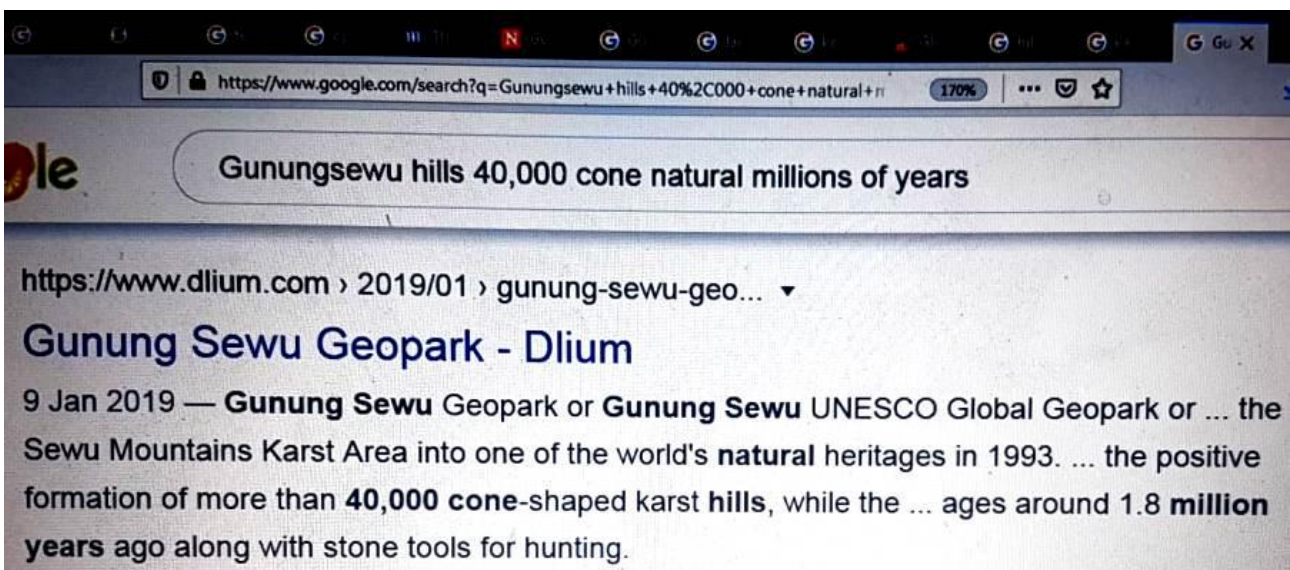 G Gu X
https://www.google.com/search?q=Gunungsewu+hills+40%2C000+cone+natural+
170%
le
Gunungsewu hills 40,000 cone natural millions of years
https://www.dlium.com › 2019/01 › gunung-sewu-geo...
Gunung Sewu Geopark - Dlium
9 Jan 2019 — Gunung Sewu Geopark or Gunung Sewu UNESCO Global Geopark or ... the
Sewu Mountains Karst Area into one of the world's natural heritages in 1993. ... the positive
formation of more than 40,000 cone-shaped karst hills, while the ... ages around 1.8 million
years ago along with stone tools for hunting.